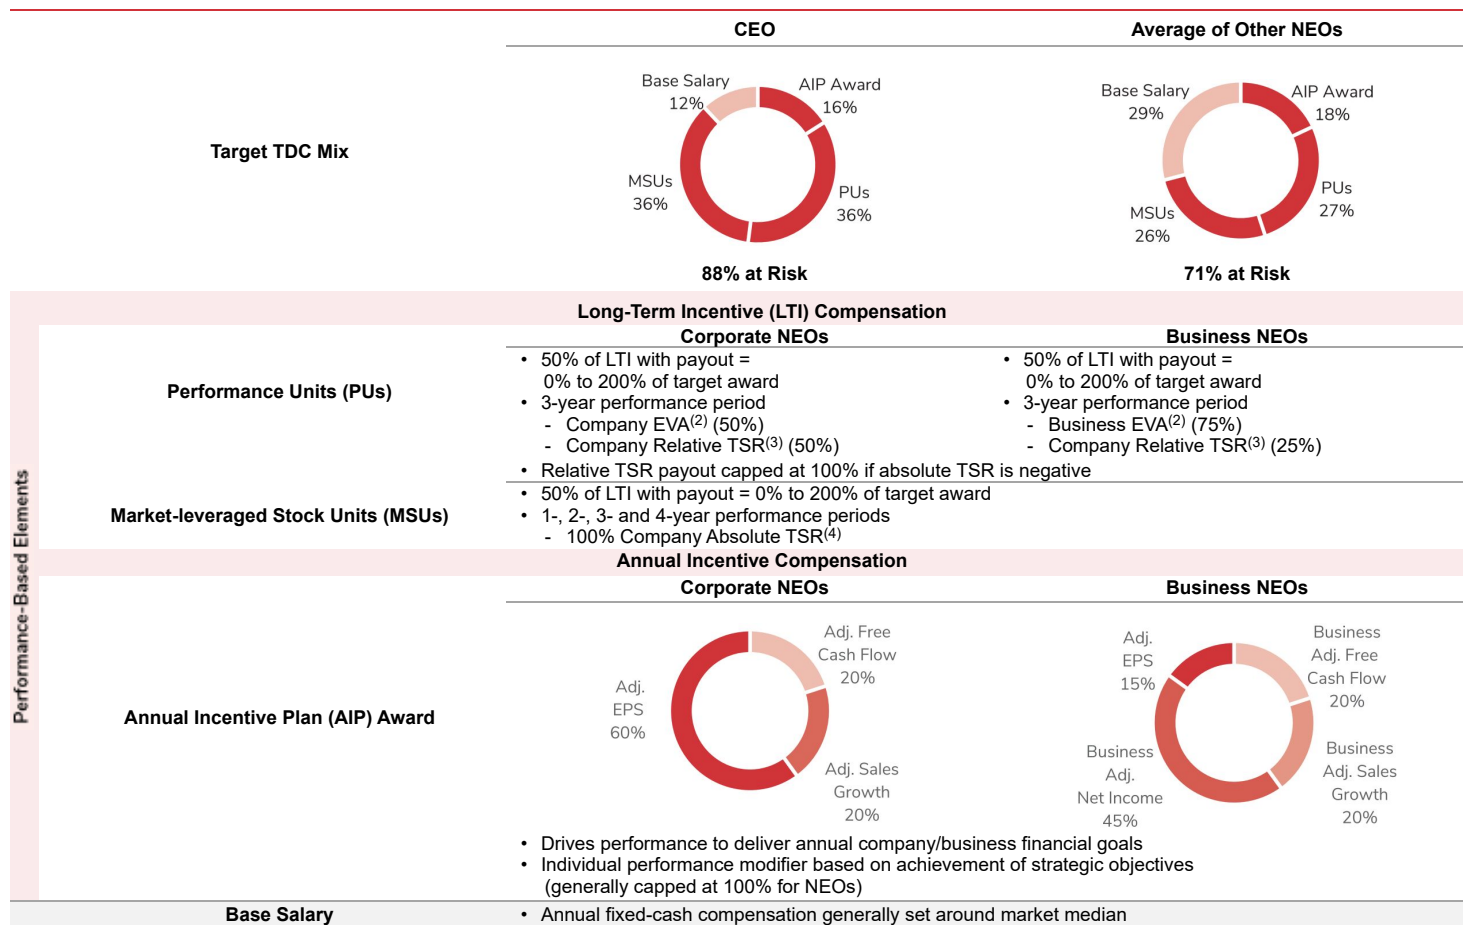 CEO
Average of Other NEOs
Target TDC Mix
Base Salary
12%
AIP Award
16%
MSUs
36%
PUs
36%
88% at Risk
Base Salary
29%
AIP Award
18%
MSUs
26%
PUs
27%
71% at Risk
Performance-Based Elements
Long-Term Incentive (LTI) Compensation
Corporate NEOs
Business NEOs
Performance Units (PUs)
• 50% of LTI with payout =
0% to 200% of target award
• 3-year performance period
- Company EVA(2) (50%)
- Company Relative TSR(3) (50%)
• 50% of LTI with payout =
0% to 200% of target award
• 3-year performance period
- Business EVA(2) (75%)
- Company Relative TSR(3) (25%)
• Relative TSR payout capped at 100% if absolute TSR is negative
Market-leveraged Stock Units (MSUs)
• 50% of LTI with payout = 0% to 200% of target award
• 1-, 2-, 3- and 4-year performance periods
- 100% Company Absolute TSR(4)
Annual Incentive Compensation
Corporate NEOs
Business NEOs
Annual Incentive Plan (AIP) Award
Adj. Free
Cash Flow
20%
Adj.
EPS
60%
Adj. Sales
Growth
20%
Adj.
EPS
15%
Business
Adj. Free
Cash Flow
20%
Business
Adj.
Net Income
45%
Business
Adj. Sales
Growth
20%
• Drives performance to deliver annual company/business financial goals
• Individual performance modifier based on achievement of strategic objectives
(generally capped at 100% for NEOs)
Base Salary
• Annual fixed-cash compensation generally set around market median